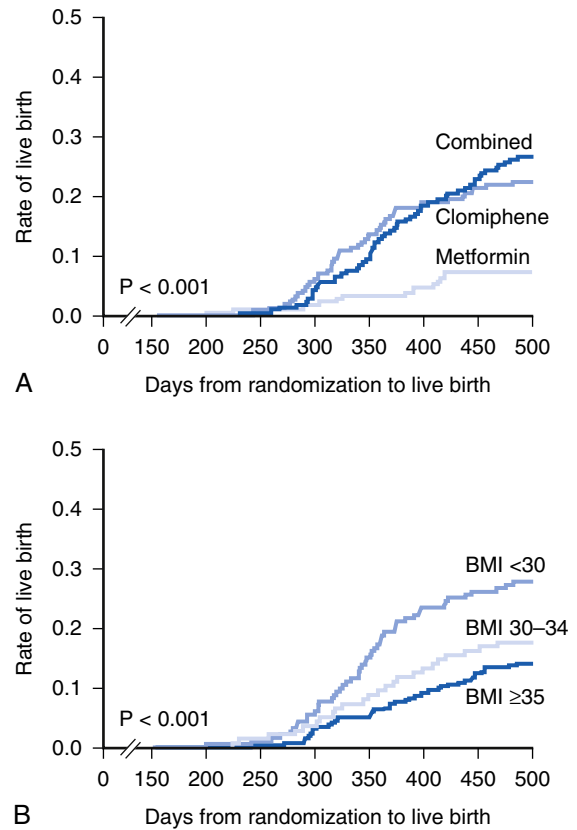 0.5
0.4
0.3
0.2
0.1
0.0
Rate of live birth
Combined
Clomiphene
Metformin
P < 0.001
0 150 200 250 300 350 400 450 500
A Days from randomization to live birth
0.5
0.4
0.3
0.2
0.1
0.0
Rate of live birth
BMI <30
BMI 30–34
BMI ≥35
P < 0.001
0 150 200 250 300 350 400 450 500
B Days from randomization to live birth